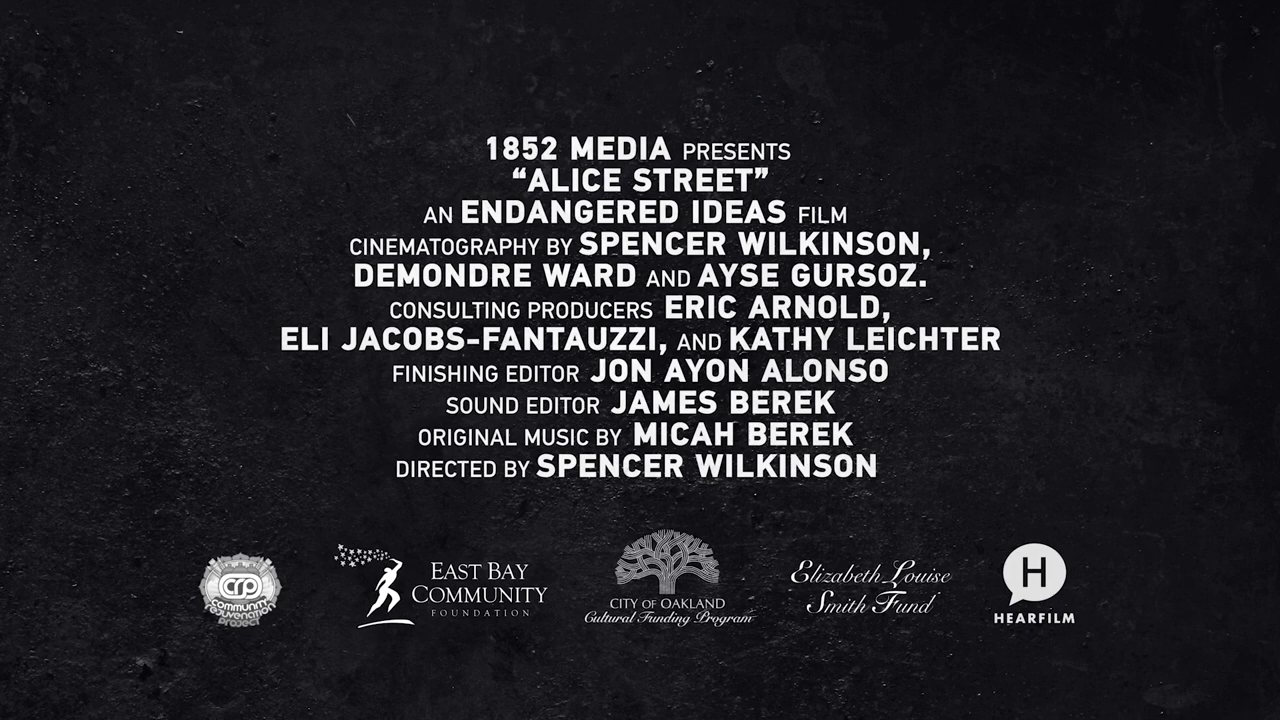 1852 MEDIA PRESENTS
“ALICE STREET”
AN ENDANGERED IDEAS FILM
CINEMATOGRAPHY BY SPENCER WILKINSON,
DEMONDRE WARD AND AYSE GURSOZ.
CONSULTING PRODUCERS ERIC ARNOLD,
ELI JACOBS-FANTAUZZI, AND KATHY LEICHTER
FINISHING EDITOR JON AYON ALONSO
SOUND EDITOR JAMES BEREK
ORIGINAL MUSIC BY MICAH BEREK
DIRECTED BY SPENCER WILKINSON
crp
COMMUNITY
REJUVENATION
PROJECT
EAST BAY
COMMUNITY
FOUNDATION
CITY OF OAKLAND
Cultural Funding Program
Elizabeth Louise
Smith Fund
H
HEARFILM